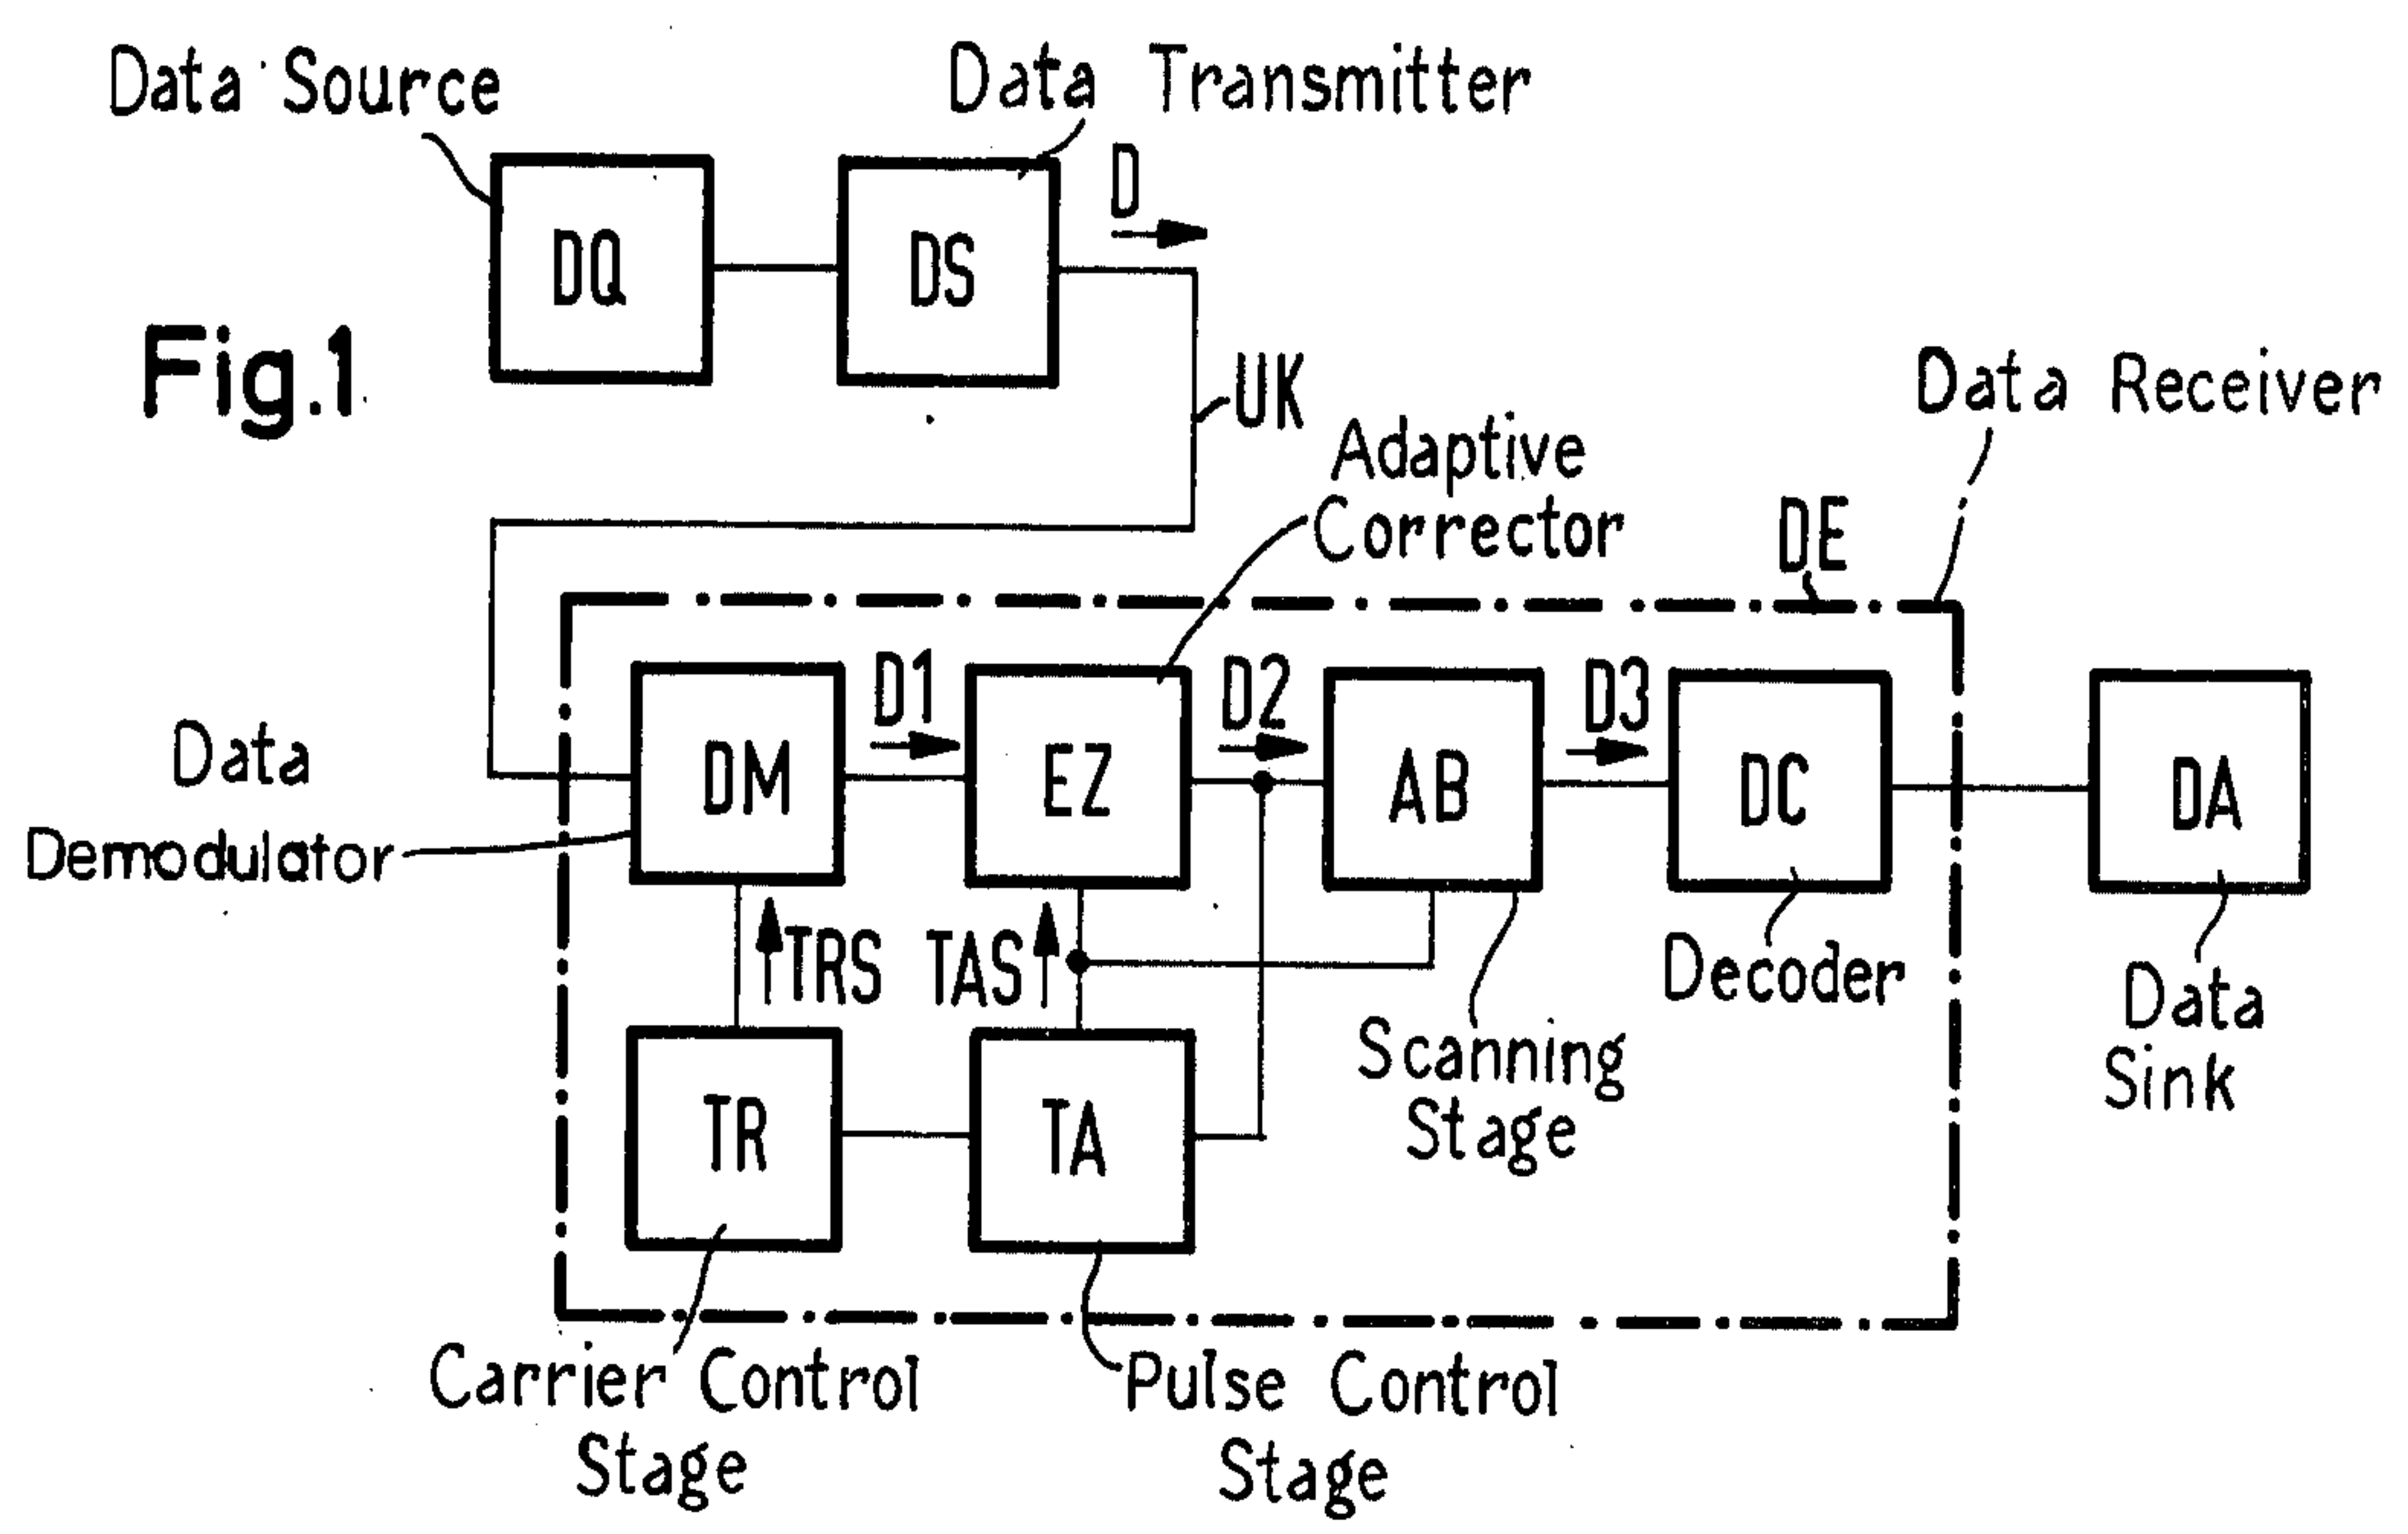 Data Source
Data Transmitter
D
DQ
DS
Fig.1
UK
Data Receiver
Adaptive
Corrector
DE
Data
Demodulator
D1
D2
D3
DM
EZ
AB
DC
DA
TRS
TAS
Decoder
Data
Sink
Scanning
Stage
TR
TA
Carrier Control
Stage
Pulse Control
Stage